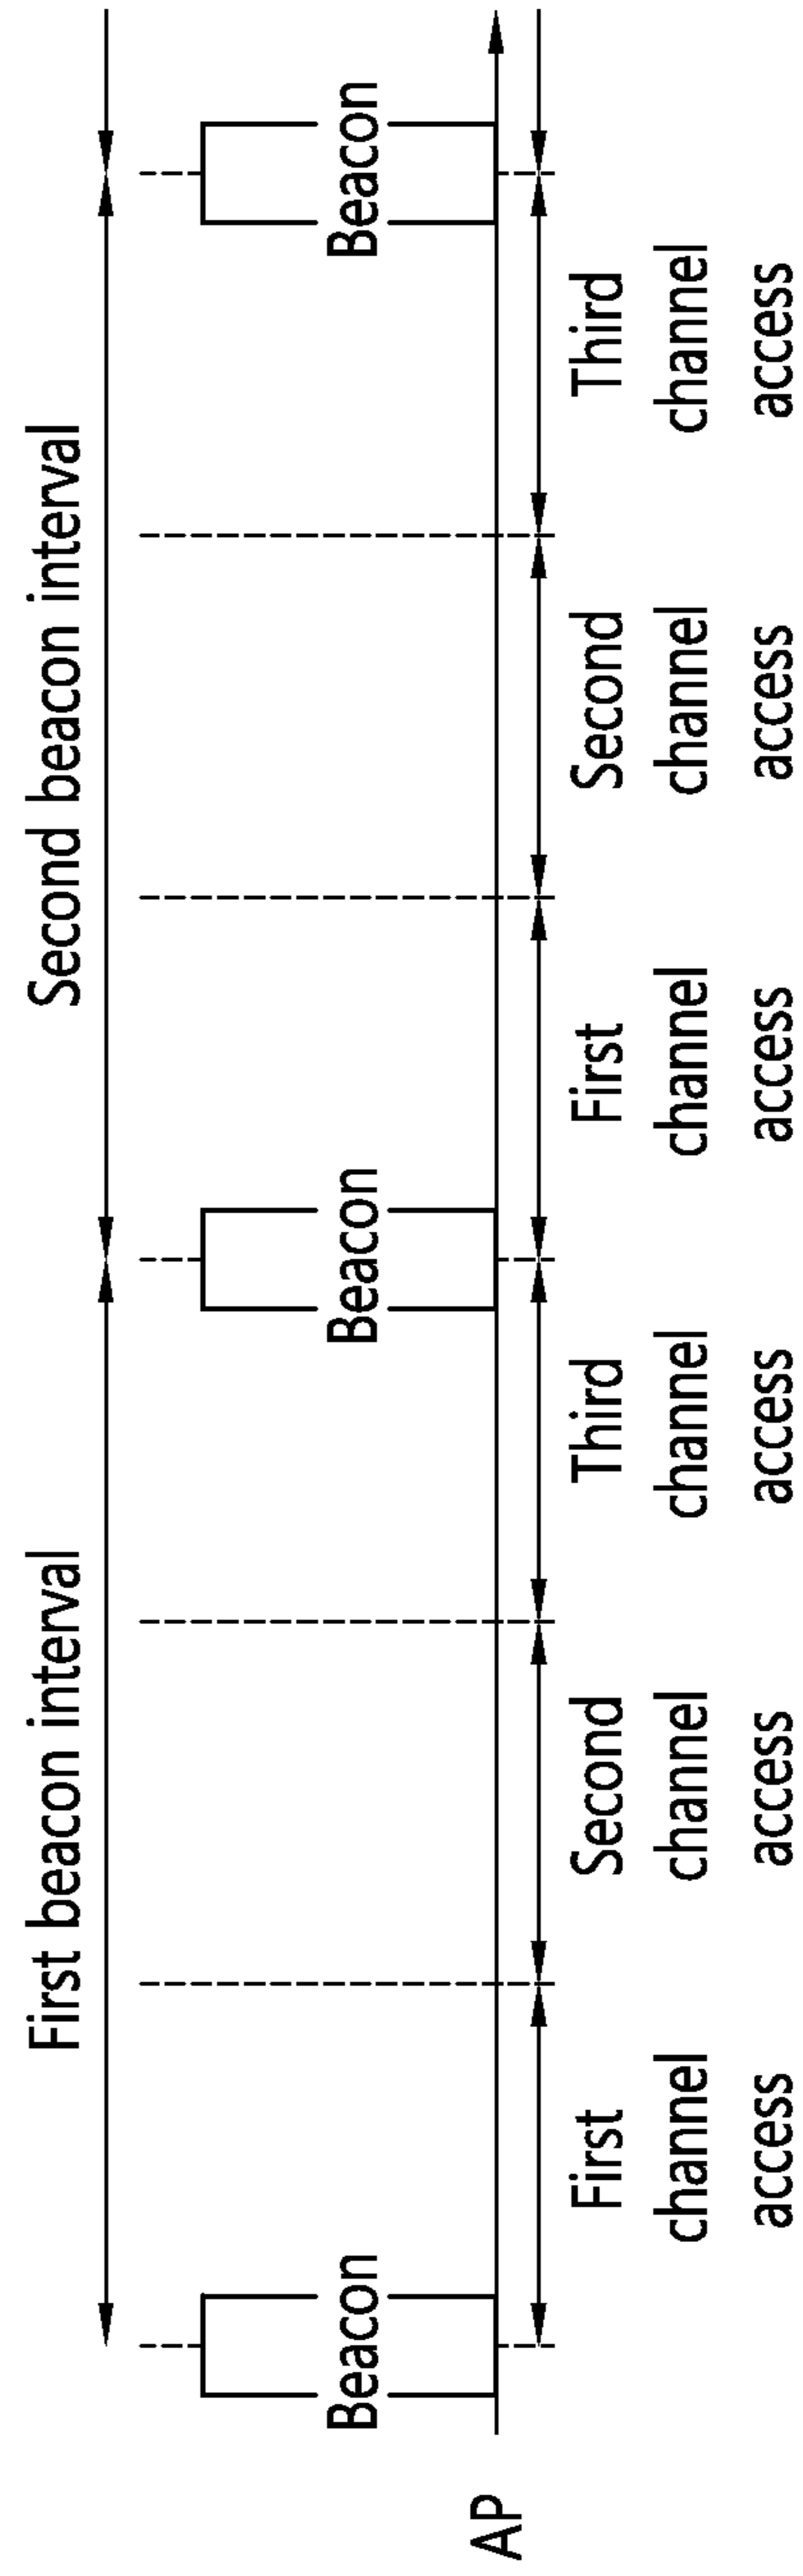 First beacon interval
Second beacon interval
Beacon
Beacon
Beacon
AP
First
channel
access
Second
channel
access
Third
channel
access
First
channel
access
Second
channel
access
Third
channel
access